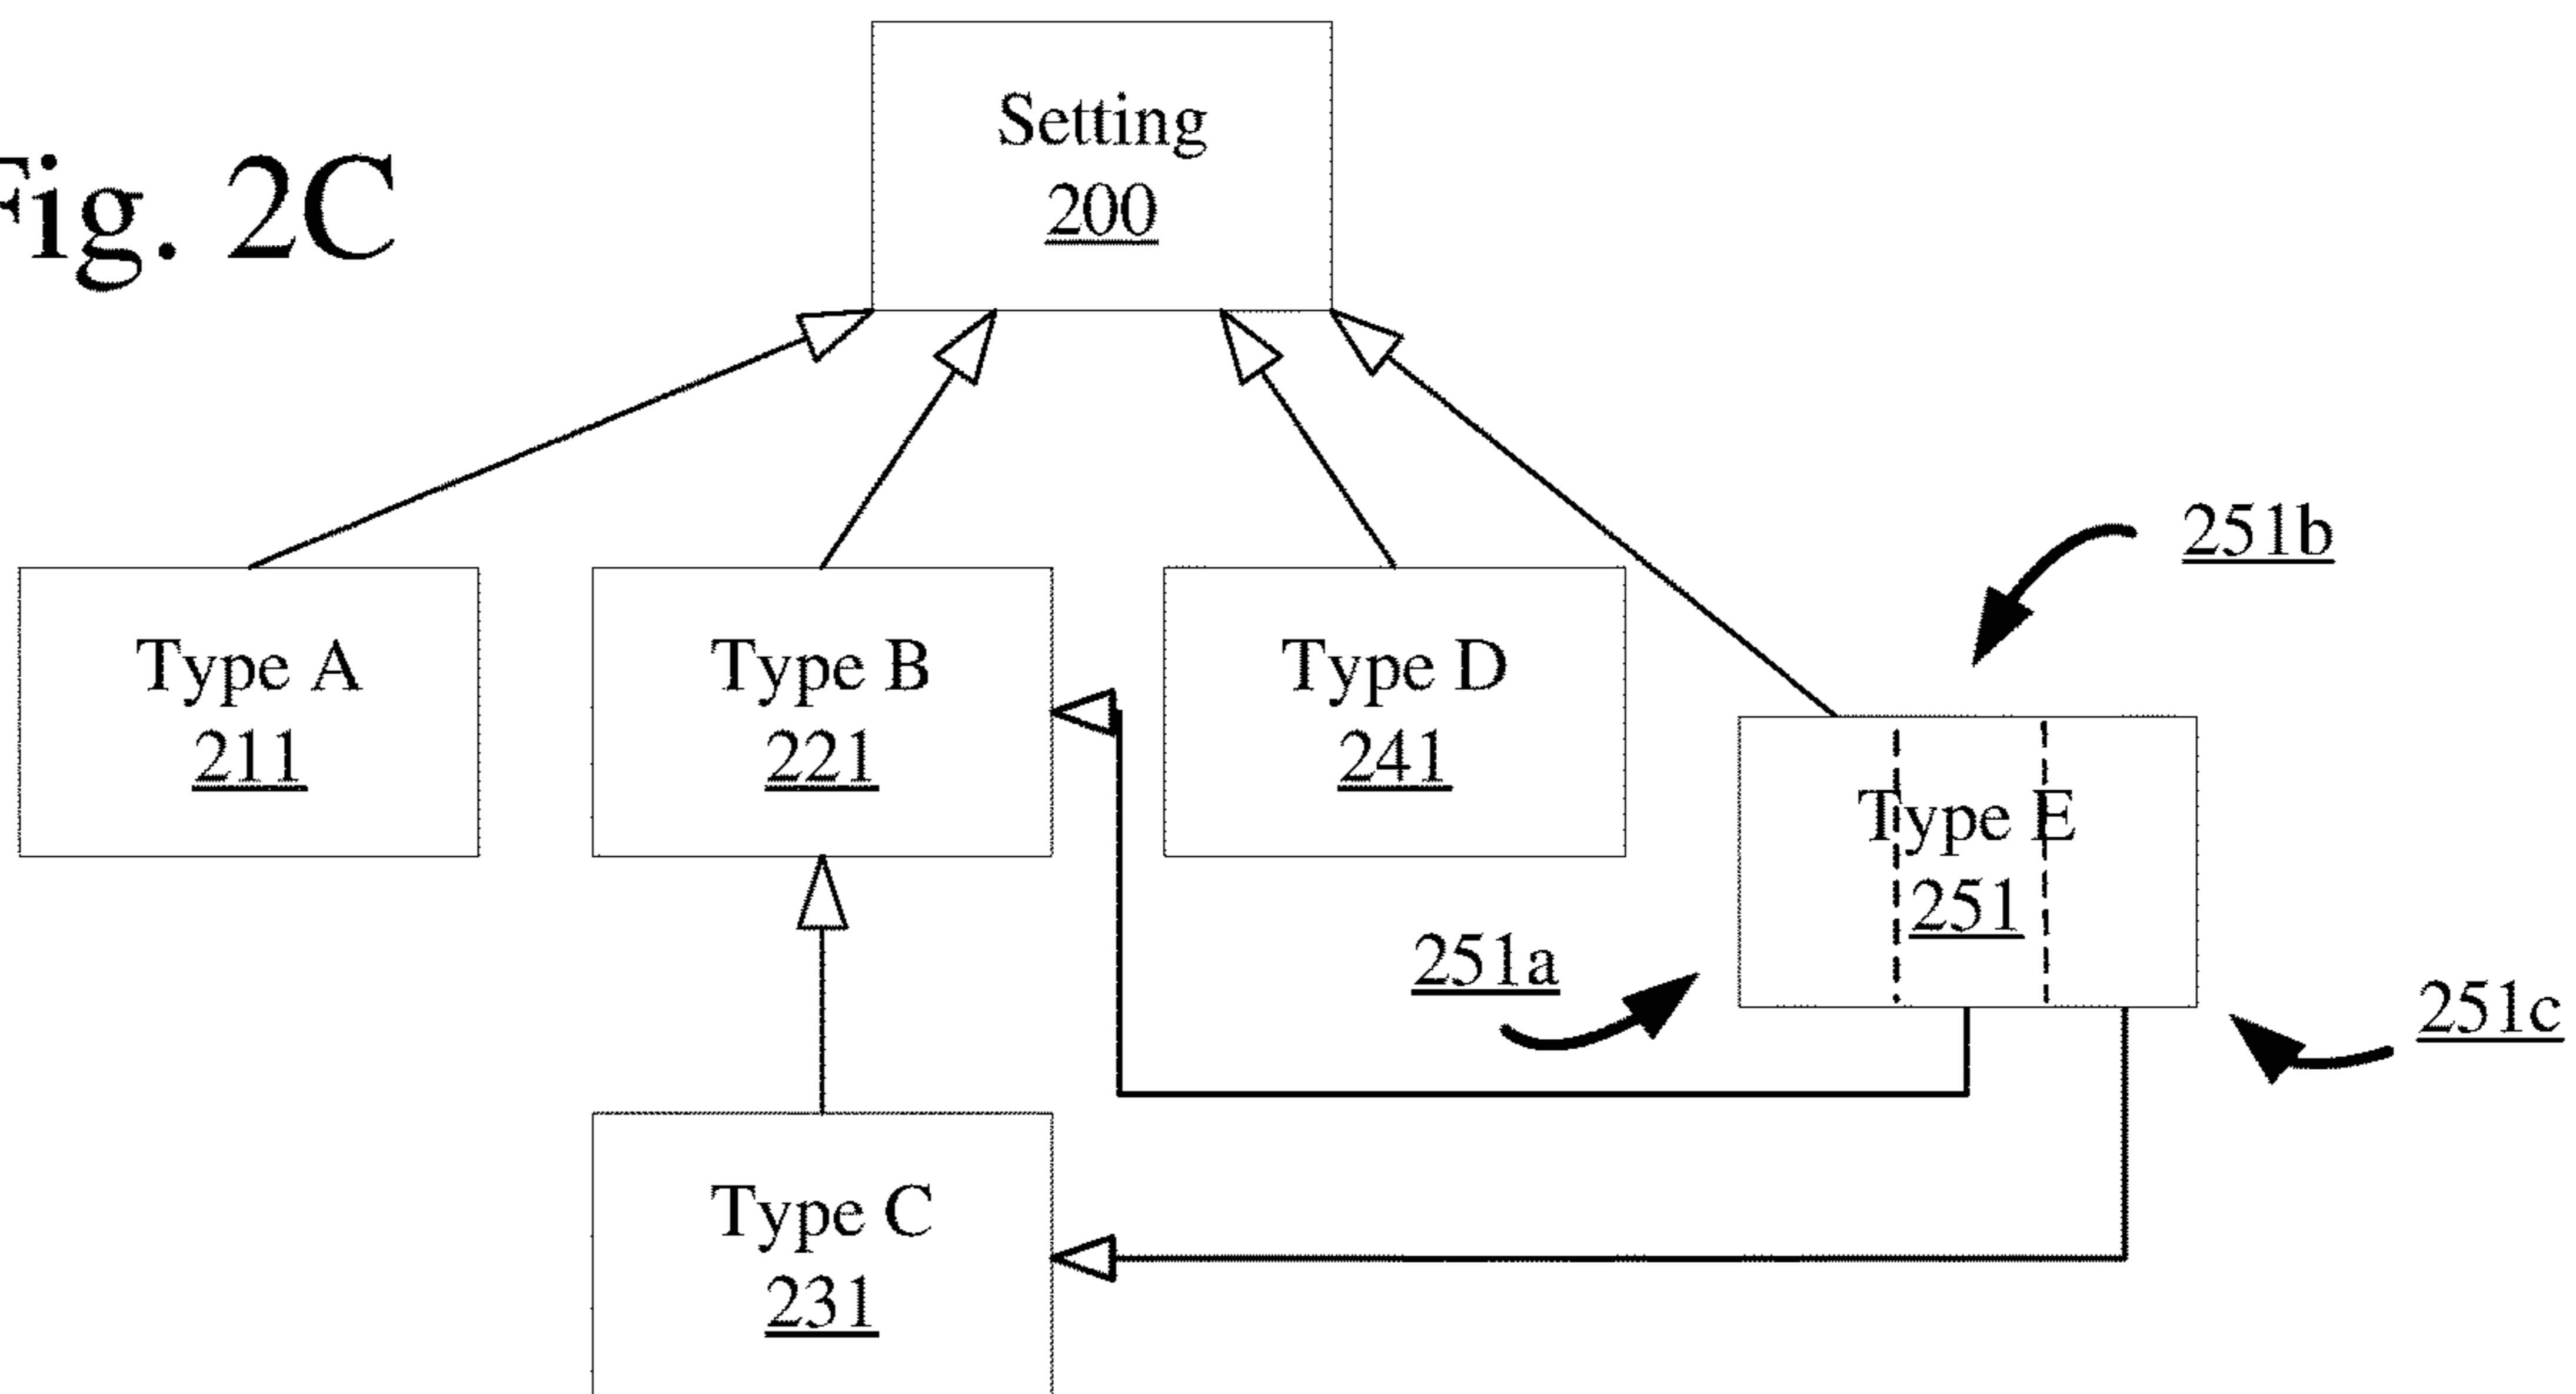 Setting
200
Fig. 2C
251b
Type A
211
Type B
221
Type D
241
Type E
251
251a
251c
Type C
231